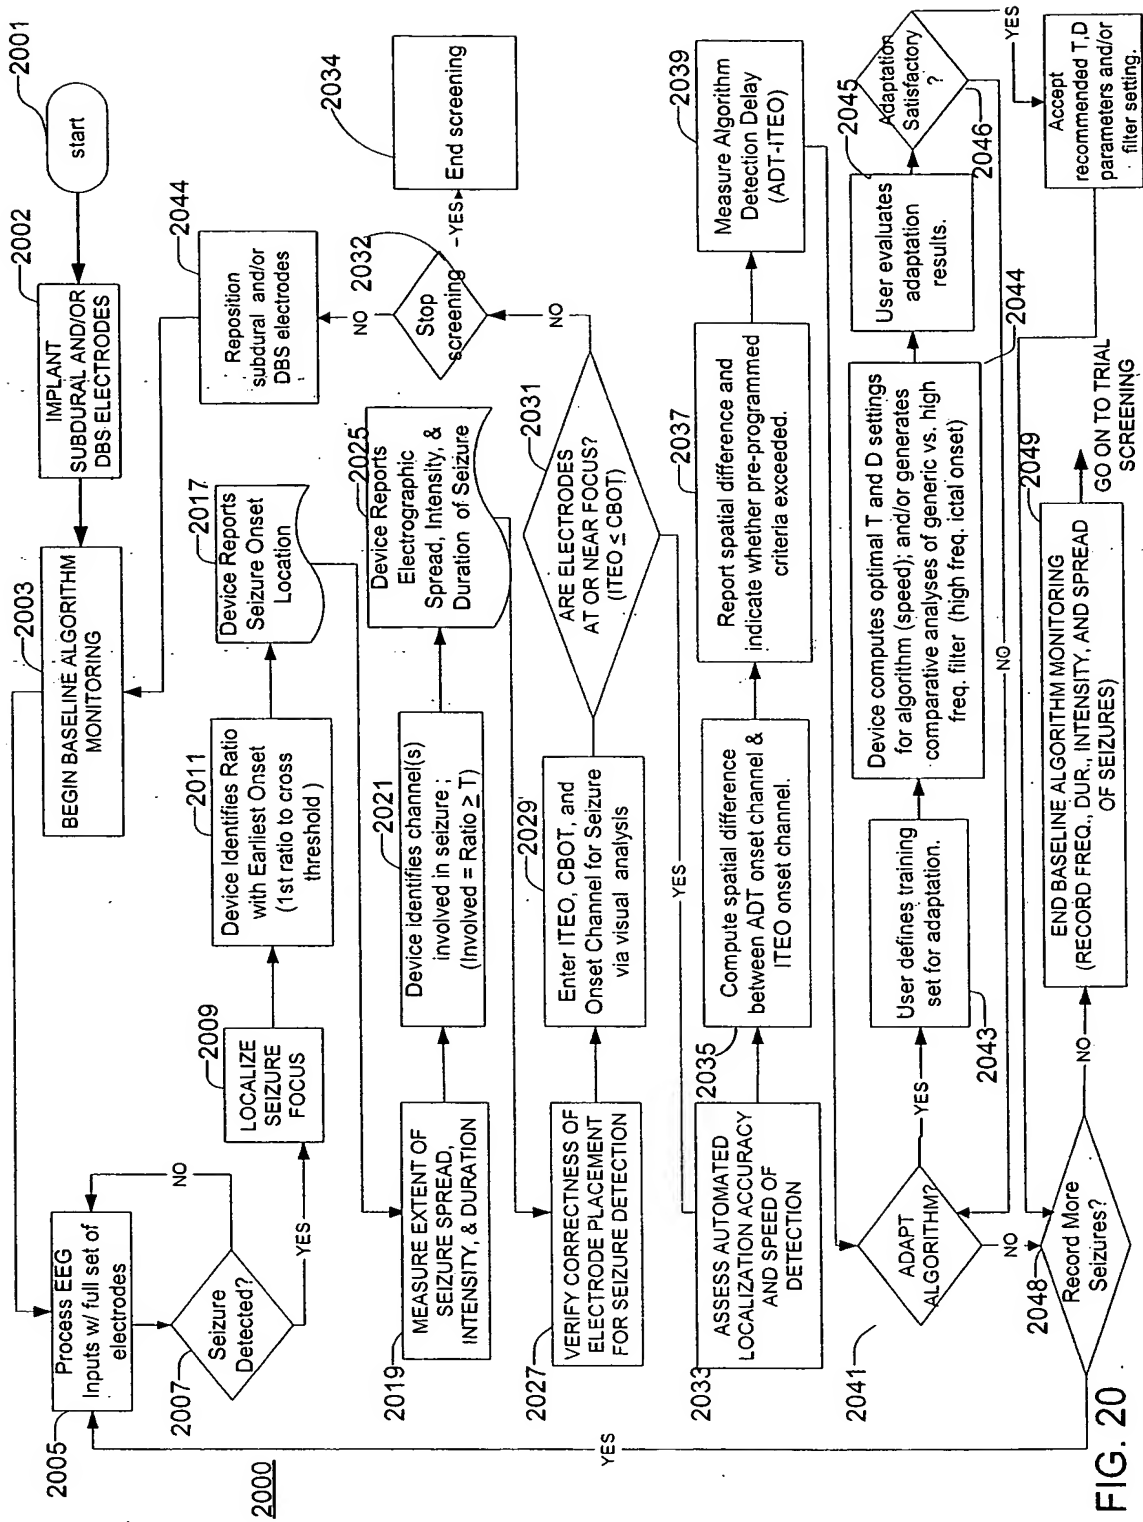 2001
start
2002
IMPLANT
SUBDURAL AND/OR
DBS ELECTRODES
2003
BEGIN BASELINE ALGORITHM
MONITORING
2005
Process EEG
Inputs w/ full set of
electrodes
2007
Seizure
Detected?
NO
YES
2000
2009
LOCALIZE
SEIZURE
FOCUS
2011
Device Identifies Ratio
with Earliest Onset
(1st ratio to cross
threshold )
2017
Device Reports
Seizure Onset
Location
2044
Reposition
subdural and/or
DBS electrodes
2019
MEASURE EXTENT OF
SEIZURE SPREAD,
INTENSITY, & DURATION
2021
Device identifies channel(s)
involved in seizure ;
(Involved = Ratio ≥ T)
2025
Device Reports
Electrographic
Spread, Intensity, &
Duration of Seizure
NO
2032
Stop
screening
YES
2034
End screening
2027
VERIFY CORRECTNESS OF
ELECTRODE PLACEMENT
FOR SEIZURE DETECTION
2029
Enter ITEO, CBOT, and
Onset Channel for Seizure
via visual analysis
2031
ARE ELECTRODES
AT OR NEAR FOCUS?
(ITEO ≤ CBOT)
NO
YES
2033
ASSESS AUTOMATED
LOCALIZATION ACCURACY
AND SPEED OF
DETECTION
2035
Compute spatial difference
between ADT onset channel &
ITEO onset channel.
2037
Report spatial difference and
indicate whether pre-programmed
criteria exceeded.
2039
Measure Algorithm
Detection Delay
(ADT-ITEO)
2041
ADAPT
ALGORITHM?
YES
NO
User defines training
set for adaptation.
2043
Device computes optimal T and D settings
for algorithm (speed); and/or generates
comparative analyses of generic vs. high
freq. filter (high freq. ictal onset)
2044
2045
User evaluates
adaptation
results.
Adaptation
Satisfactory
?
2046
NO
YES
Accept
recommended T,D
parameters and/or
filter setting.
2048
Record More
Seizures?
YES
NO
2049
END BASELINE ALGORITHM MONITORING
(RECORD FREQ., DUR., INTENSITY, AND SPREAD
OF SEIZURES)
GO ON TO TRIAL
SCREENING
FIG. 20